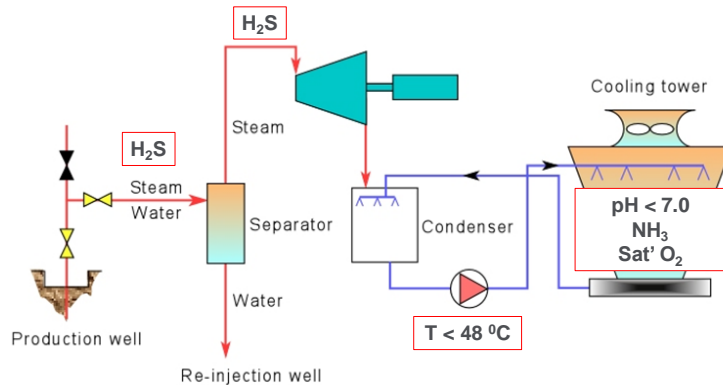 H₂S
Cooling tower
Steam
H₂S
Steam
Water
Separator
Condenser
pH < 7.0
NH₃
Sat' O₂
Water
T < 48 ⁰C
Production well
Re-injection well